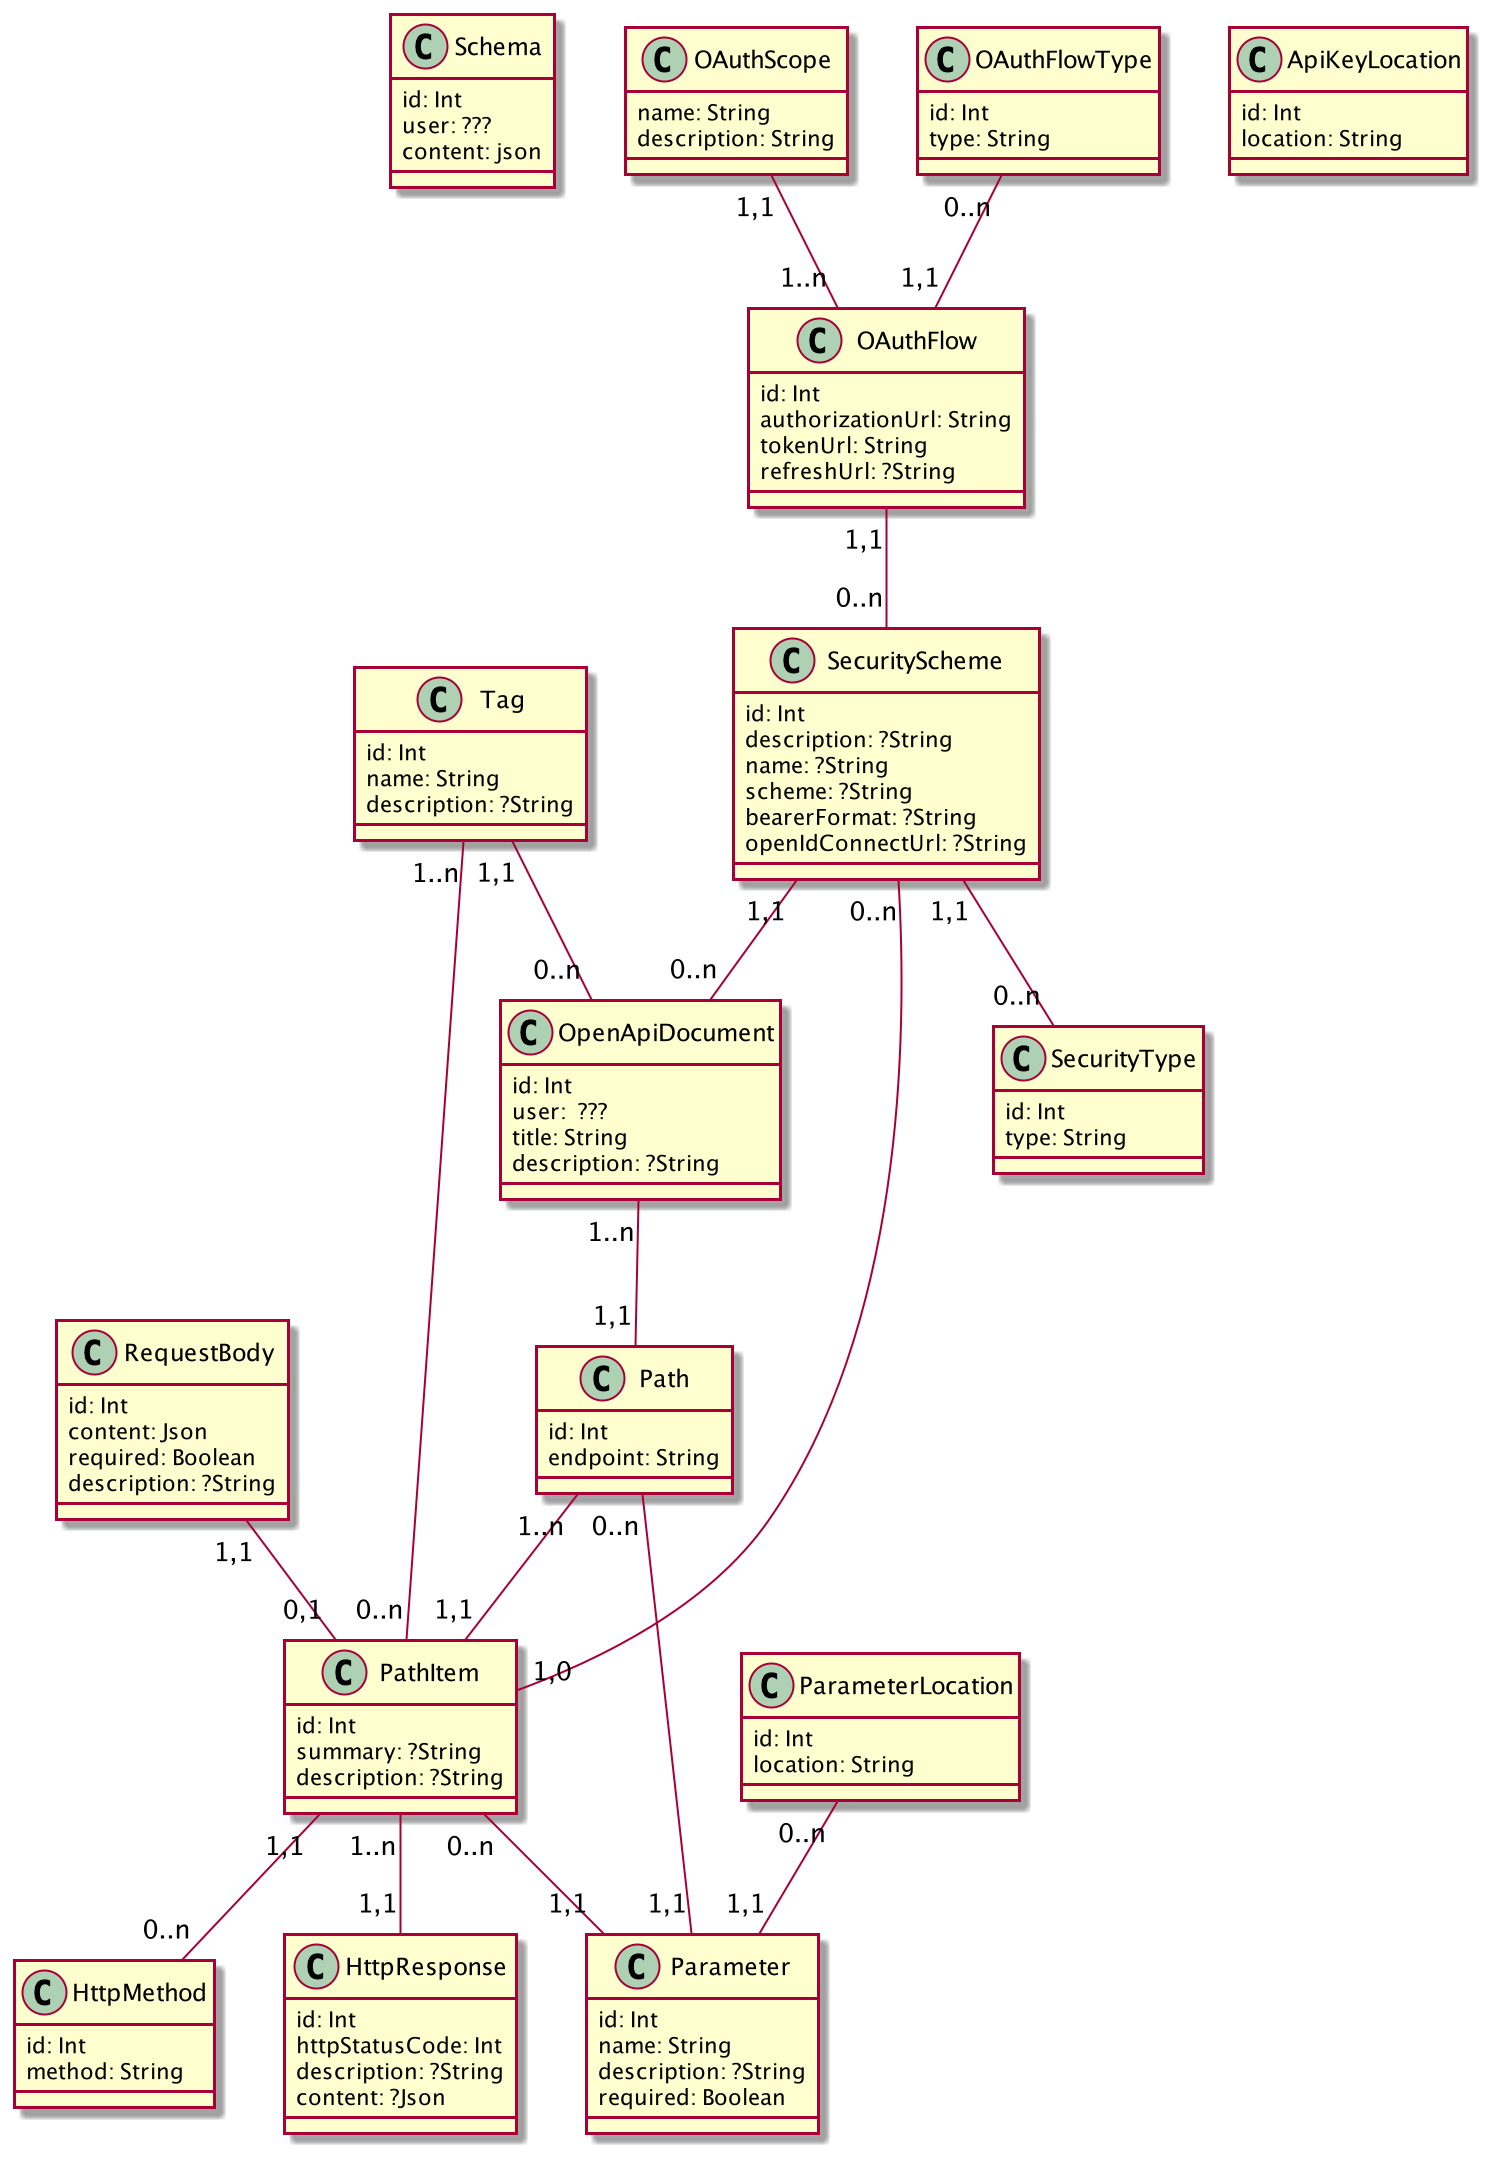 C Schema
id: Int
user: ???
content: json
C OAuthScope
name: String
description: String
C OAuthFlowType
id: Int
type: String
C ApiKeyLocation
id: Int
location: String
1,1
0..n
1..n
1,1
C OAuthFlow
id: Int
authorizationUrl: String
tokenUrl: String
refreshUrl: ?String
1,1
0..n
C Tag
id: Int
name: String
description: ?String
C SecurityScheme
id: Int
description: ?String
name: ?String
scheme: ?String
bearerFormat: ?String
openIdConnectUrl: ?String
1..n
1,1
1,1
0..n
1,1
0..n
0..n
0..n
C OpenApiDocument
id: Int
user:  ???
title: String
description: ?String
C SecurityType
id: Int
type: String
1..n
1,1
C RequestBody
id: Int
content: Json
required: Boolean
description: ?String
C Path
id: Int
endpoint: String
1,1
1..n
0..n
0,1
0..n
1,1
1,0
C PathItem
id: Int
summary: ?String
description: ?String
C ParameterLocation
id: Int
location: String
1,1
1..n
0..n
0..n
0..n
1,1
1,1
1,1
1,1
C HttpMethod
id: Int
method: String
C HttpResponse
id: Int
httpStatusCode: Int
description: ?String
content: ?Json
C Parameter
id: Int
name: String
description: ?String
required: Boolean